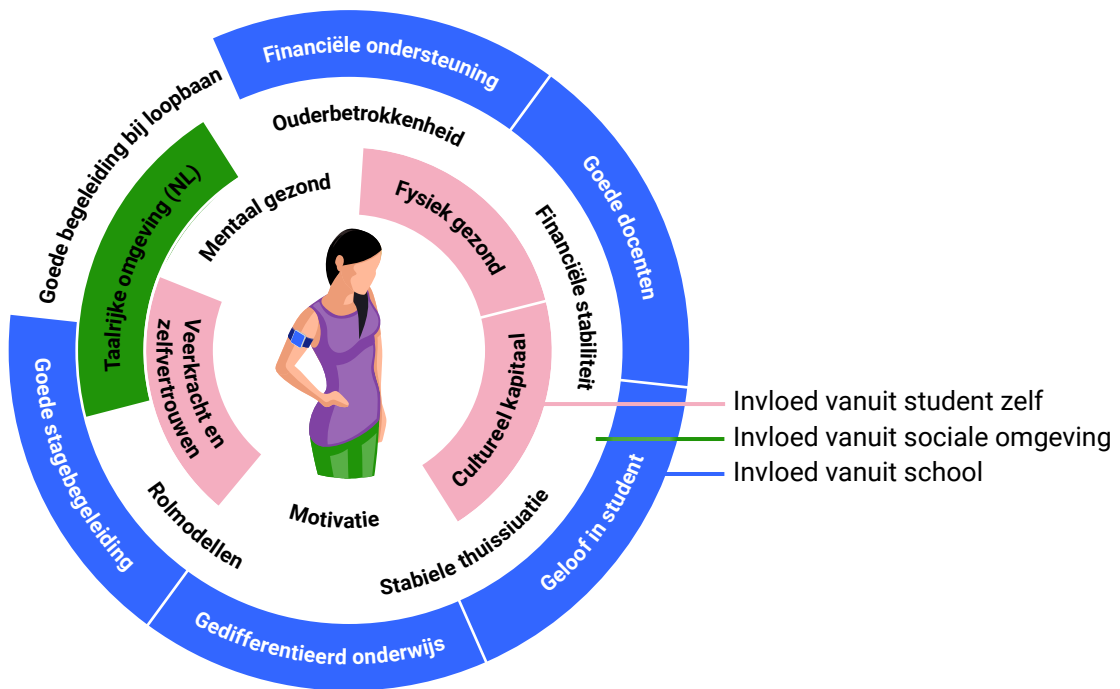 Financiële ondersteuning
Goede docenten
Geloof in student
Gedifferentieerd onderwijs
Goede stagebegeleiding
Goede begeleiding bij loopbaan
Ouderbetrokkenheid
Financiële stabiliteit
Stabiele thuissiuatie
Rolmodellen
Taalrijke omgeving (NL)
Mentaal gezond
Fysiek gezond
Cultureel kapitaal
Motivatie
Veerkracht en
zelfvertrouwen
Invloed vanuit student zelf
Invloed vanuit sociale omgeving
Invloed vanuit school